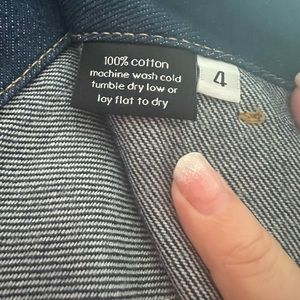 100% cotton
machine wash cold
tumble dry low or
lay flat to dry
4